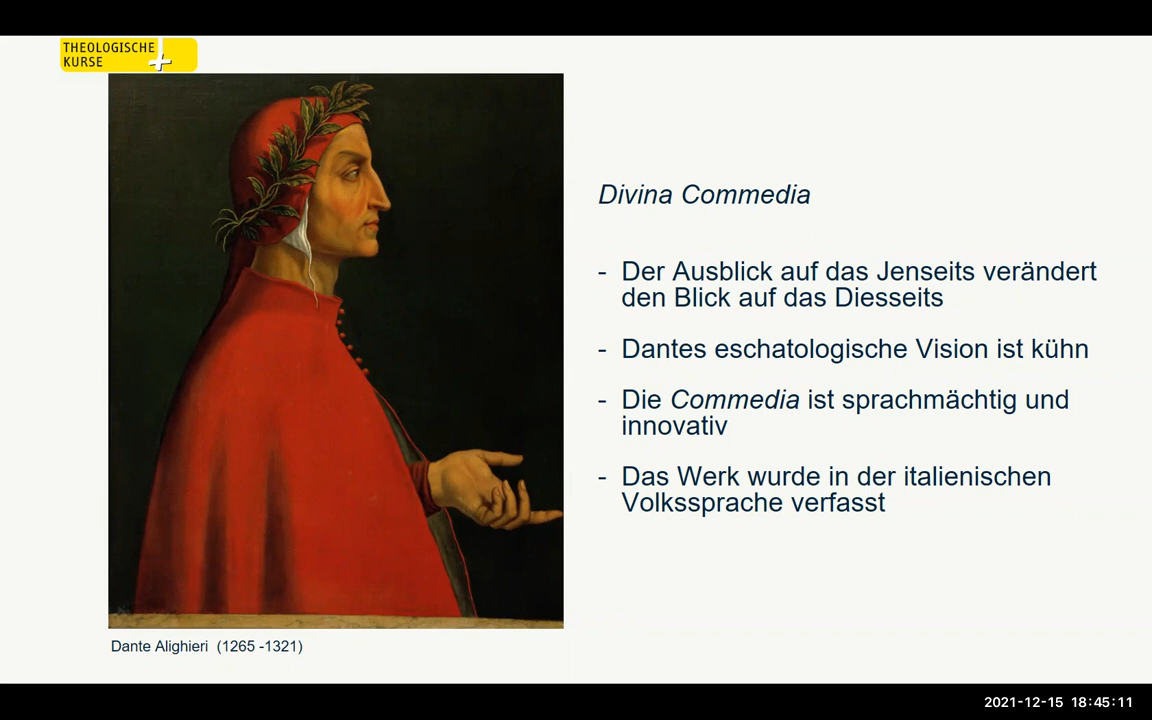 THEOLOGISCHE
KURSE
Divina Commedia
- Der Ausblick auf das Jenseits verändert
den Blick auf das Diesseits
- Dantes eschatologische Vision ist kühn
- Die Commedia ist sprachmächtig und
innovativ
- Das Werk wurde in der italienischen
Volkssprache verfasst
Dante Alighieri (1265 -1321)
2021-12-15 18:45:11